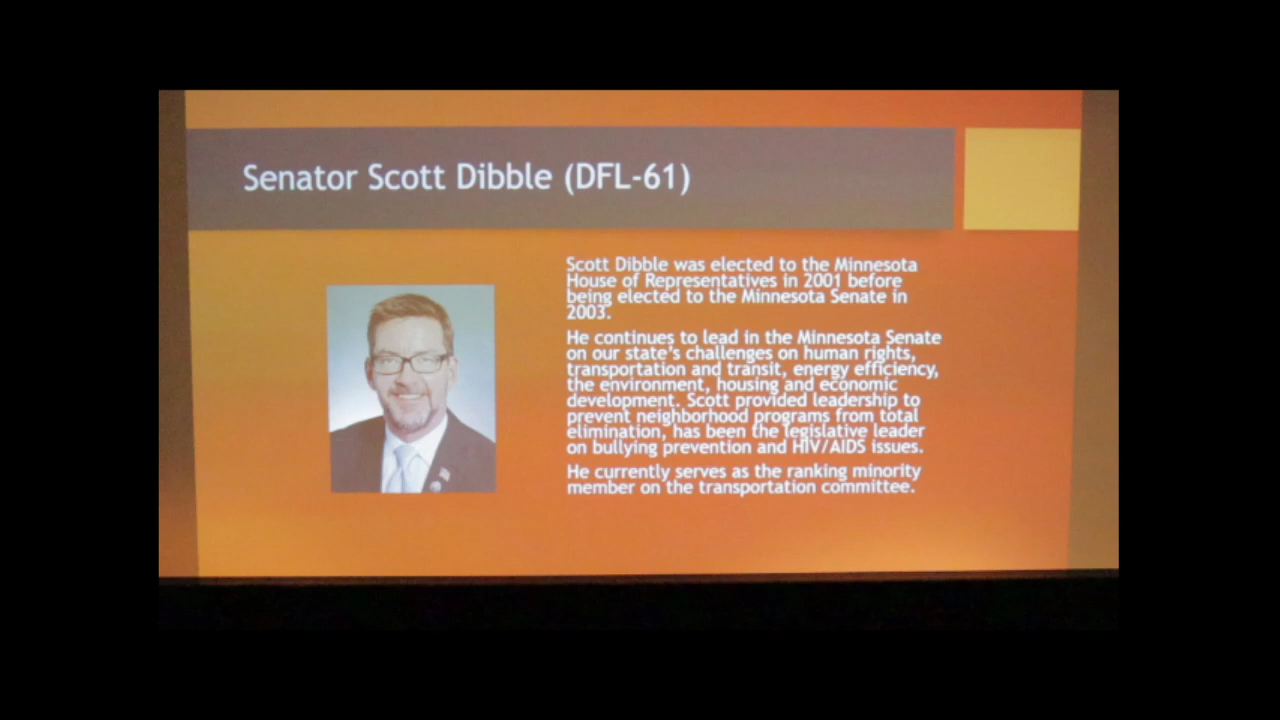 Senator Scott Dibble (DFL-61)
Scott Dibble was elected to the Minnesota
House of Representatives in 2001 before
being elected to the Minnesota Senate in
2003.
He continues to lead in the Minnesota Senate
on our state's challenges on human rights,
transportation and transit, energy efficiency,
the environment, housing and economic
development. Scott provided leadership to
prevent neighborhood programs from total
elimination, has been the legislative leader
on bullying prevention and HIV/AIDS issues.
He currently serves as the ranking minority
member on the transportation committee.